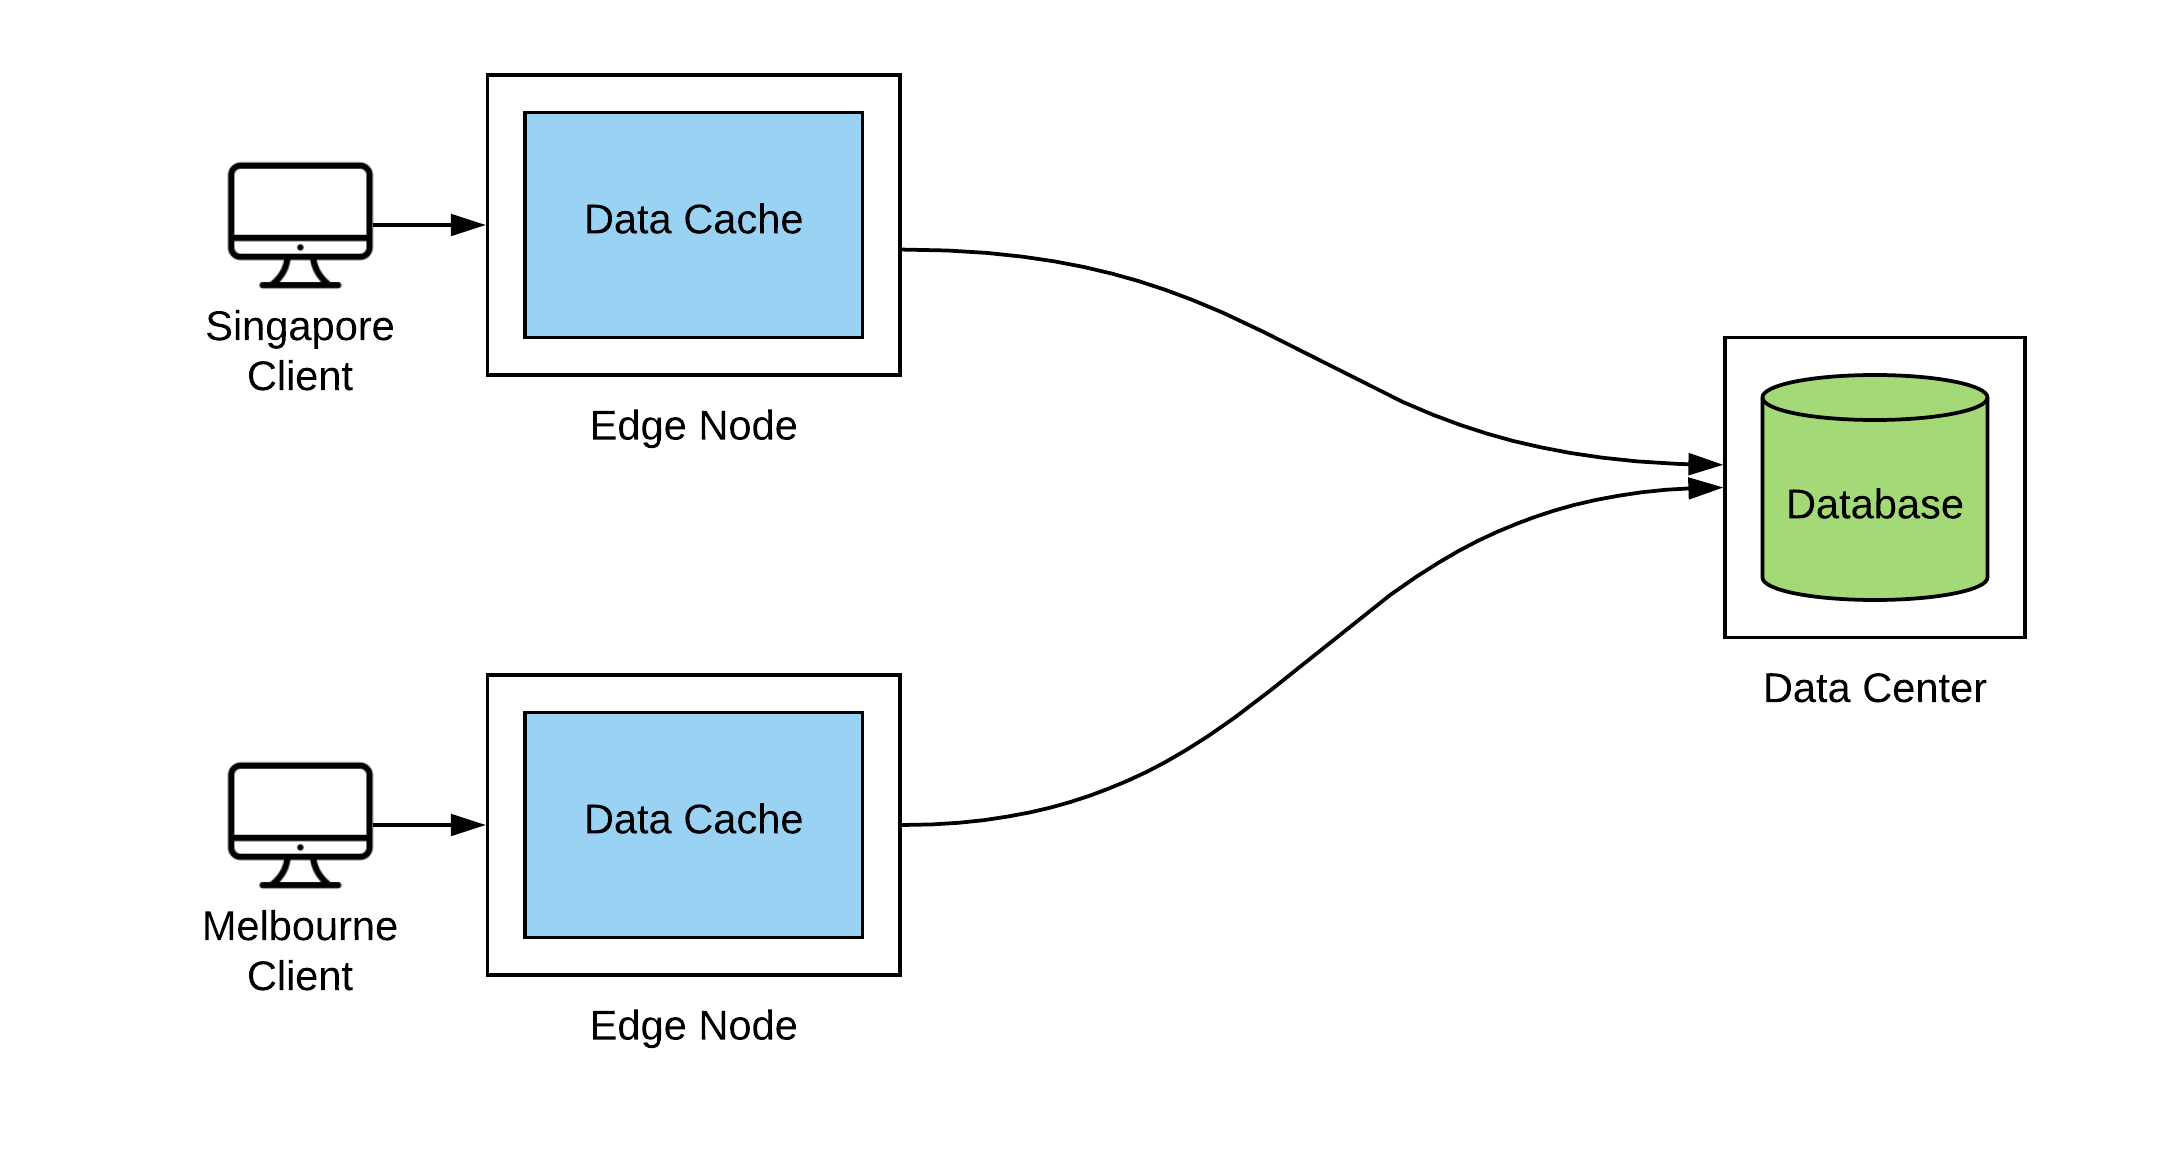 Data Cache
Singapore
Client
Edge Node
Database
Data Center
Data Cache
Melbourne
Client
Edge Node